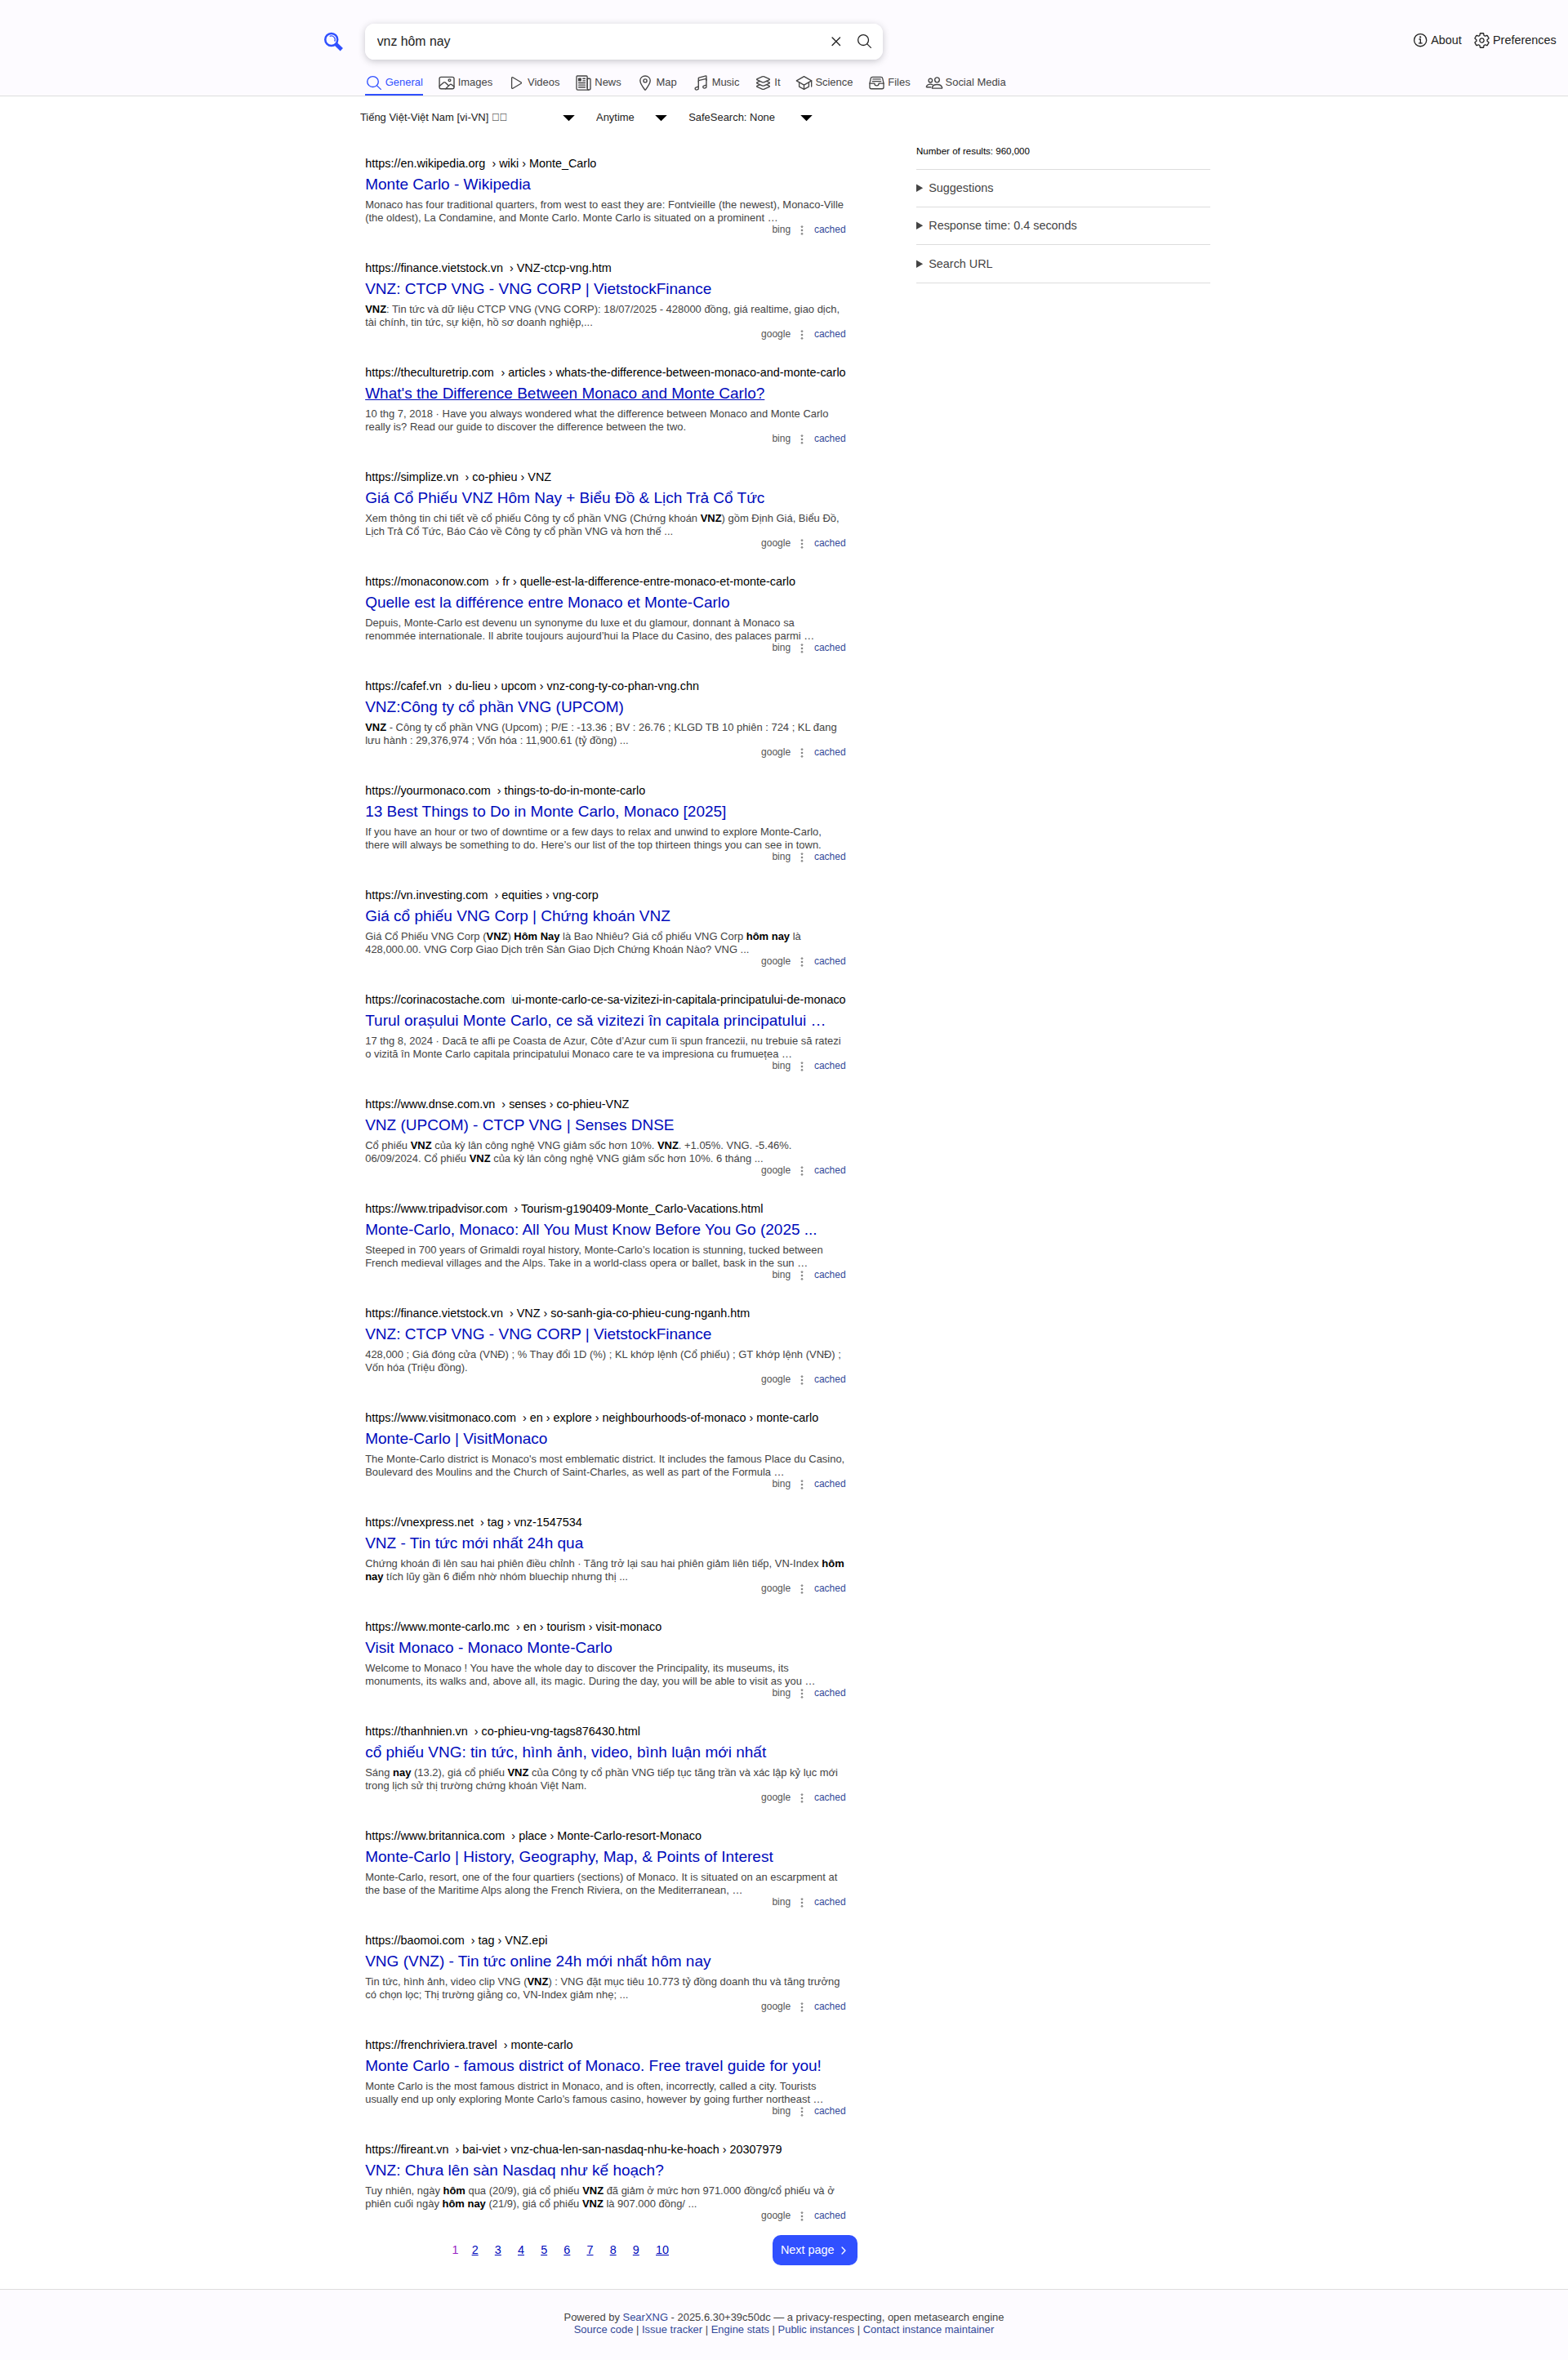 vnz hôm nay
About
Preferences
General
Images
Videos
News
Map
Music
It
Science
Files
Social Media
Tiếng Việt-Việt Nam [vi-VN]
Anytime
SafeSearch: None
Number of results: 960,000
Suggestions
Response time: 0.4 seconds
Search URL
https://en.wikipedia.org › wiki › Monte_Carlo
Monte Carlo - Wikipedia
Monaco has four traditional quarters, from west to east they are: Fontvieille (the newest), Monaco-Ville
(the oldest), La Condamine, and Monte Carlo. Monte Carlo is situated on a prominent …
bing
cached
https://finance.vietstock.vn › VNZ-ctcp-vng.htm
VNZ: CTCP VNG - VNG CORP | VietstockFinance
VNZ: Tin tức và dữ liệu CTCP VNG (VNG CORP): 18/07/2025 - 428000 đồng, giá realtime, giao dịch,
tài chính, tin tức, sự kiện, hồ sơ doanh nghiệp,...
google
cached
https://theculturetrip.com › articles › whats-the-difference-between-monaco-and-monte-carlo
What's the Difference Between Monaco and Monte Carlo?
10 thg 7, 2018 · Have you always wondered what the difference between Monaco and Monte Carlo
really is? Read our guide to discover the difference between the two.
bing
cached
https://simplize.vn › co-phieu › VNZ
Giá Cổ Phiếu VNZ Hôm Nay + Biểu Đồ & Lịch Trả Cổ Tức
Xem thông tin chi tiết về cổ phiếu Công ty cổ phần VNG (Chứng khoán VNZ) gồm Định Giá, Biểu Đồ,
Lịch Trả Cổ Tức, Báo Cáo về Công ty cổ phần VNG và hơn thế ...
google
cached
https://monaconow.com › fr › quelle-est-la-difference-entre-monaco-et-monte-carlo
Quelle est la différence entre Monaco et Monte-Carlo
Depuis, Monte-Carlo est devenu un synonyme du luxe et du glamour, donnant à Monaco sa
renommée internationale. Il abrite toujours aujourd’hui la Place du Casino, des palaces parmi …
bing
cached
https://cafef.vn › du-lieu › upcom › vnz-cong-ty-co-phan-vng.chn
VNZ:Công ty cổ phần VNG (UPCOM)
VNZ - Công ty cổ phần VNG (Upcom) ; P/E : -13.36 ; BV : 26.76 ; KLGD TB 10 phiên : 724 ; KL đang
lưu hành : 29,376,974 ; Vốn hóa : 11,900.61 (tỷ đồng) ...
google
cached
https://yourmonaco.com › things-to-do-in-monte-carlo
13 Best Things to Do in Monte Carlo, Monaco [2025]
If you have an hour or two of downtime or a few days to relax and unwind to explore Monte-Carlo,
there will always be something to do. Here’s our list of the top thirteen things you can see in town.
bing
cached
https://vn.investing.com › equities › vng-corp
Giá cổ phiếu VNG Corp | Chứng khoán VNZ
Giá Cổ Phiếu VNG Corp (VNZ) Hôm Nay là Bao Nhiêu? Giá cổ phiếu VNG Corp hôm nay là
428,000.00. VNG Corp Giao Dịch trên Sàn Giao Dịch Chứng Khoán Nào? VNG ...
google
cached
https://corinacostache.com ui-monte-carlo-ce-sa-vizitezi-in-capitala-principatului-de-monaco
Turul orașului Monte Carlo, ce să vizitezi în capitala principatului …
17 thg 8, 2024 · Dacă te afli pe Coasta de Azur, Côte d’Azur cum îi spun francezii, nu trebuie să ratezi
o vizită în Monte Carlo capitala principatului Monaco care te va impresiona cu frumuețea …
bing
cached
https://www.dnse.com.vn › senses › co-phieu-VNZ
VNZ (UPCOM) - CTCP VNG | Senses DNSE
Cổ phiếu VNZ của kỳ lân công nghệ VNG giảm sốc hơn 10%. VNZ. +1.05%. VNG. -5.46%.
06/09/2024. Cổ phiếu VNZ của kỳ lân công nghệ VNG giảm sốc hơn 10%. 6 tháng ...
google
cached
https://www.tripadvisor.com › Tourism-g190409-Monte_Carlo-Vacations.html
Monte-Carlo, Monaco: All You Must Know Before You Go (2025 ...
Steeped in 700 years of Grimaldi royal history, Monte-Carlo’s location is stunning, tucked between
French medieval villages and the Alps. Take in a world-class opera or ballet, bask in the sun …
bing
cached
https://finance.vietstock.vn › VNZ › so-sanh-gia-co-phieu-cung-nganh.htm
VNZ: CTCP VNG - VNG CORP | VietstockFinance
428,000 ; Giá đóng cửa (VNĐ) ; % Thay đổi 1D (%) ; KL khớp lệnh (Cổ phiếu) ; GT khớp lệnh (VNĐ) ;
Vốn hóa (Triệu đồng).
google
cached
https://www.visitmonaco.com › en › explore › neighbourhoods-of-monaco › monte-carlo
Monte-Carlo | VisitMonaco
The Monte-Carlo district is Monaco's most emblematic district. It includes the famous Place du Casino,
Boulevard des Moulins and the Church of Saint-Charles, as well as part of the Formula …
bing
cached
https://vnexpress.net › tag › vnz-1547534
VNZ - Tin tức mới nhất 24h qua
Chứng khoán đi lên sau hai phiên điều chỉnh · Tăng trở lại sau hai phiên giảm liên tiếp, VN-Index hôm
nay tích lũy gần 6 điểm nhờ nhóm bluechip nhưng thị ...
google
cached
https://www.monte-carlo.mc › en › tourism › visit-monaco
Visit Monaco - Monaco Monte-Carlo
Welcome to Monaco ! You have the whole day to discover the Principality, its museums, its
monuments, its walks and, above all, its magic. During the day, you will be able to visit as you …
bing
cached
https://thanhnien.vn › co-phieu-vng-tags876430.html
cổ phiếu VNG: tin tức, hình ảnh, video, bình luận mới nhất
Sáng nay (13.2), giá cổ phiếu VNZ của Công ty cổ phần VNG tiếp tục tăng trần và xác lập kỷ lục mới
trong lịch sử thị trường chứng khoán Việt Nam.
google
cached
https://www.britannica.com › place › Monte-Carlo-resort-Monaco
Monte-Carlo | History, Geography, Map, & Points of Interest
Monte-Carlo, resort, one of the four quartiers (sections) of Monaco. It is situated on an escarpment at
the base of the Maritime Alps along the French Riviera, on the Mediterranean, …
bing
cached
https://baomoi.com › tag › VNZ.epi
VNG (VNZ) - Tin tức online 24h mới nhất hôm nay
Tin tức, hình ảnh, video clip VNG (VNZ) : VNG đặt mục tiêu 10.773 tỷ đồng doanh thu và tăng trưởng
có chọn lọc; Thị trường giằng co, VN-Index giảm nhẹ; ...
google
cached
https://frenchriviera.travel › monte-carlo
Monte Carlo - famous district of Monaco. Free travel guide for you!
Monte Carlo is the most famous district in Monaco, and is often, incorrectly, called a city. Tourists
usually end up only exploring Monte Carlo’s famous casino, however by going further northeast …
bing
cached
https://fireant.vn › bai-viet › vnz-chua-len-san-nasdaq-nhu-ke-hoach › 20307979
VNZ: Chưa lên sàn Nasdaq như kế hoạch?
Tuy nhiên, ngày hôm qua (20/9), giá cổ phiếu VNZ đã giảm ở mức hơn 971.000 đồng/cổ phiếu và ở
phiên cuối ngày hôm nay (21/9), giá cổ phiếu VNZ là 907.000 đồng/ ...
google
cached
1 2 3 4 5 6 7 8 9 10
Next page
Powered by SearXNG - 2025.6.30+39c50dc — a privacy-respecting, open metasearch engine
Source code | Issue tracker | Engine stats | Public instances | Contact instance maintainer